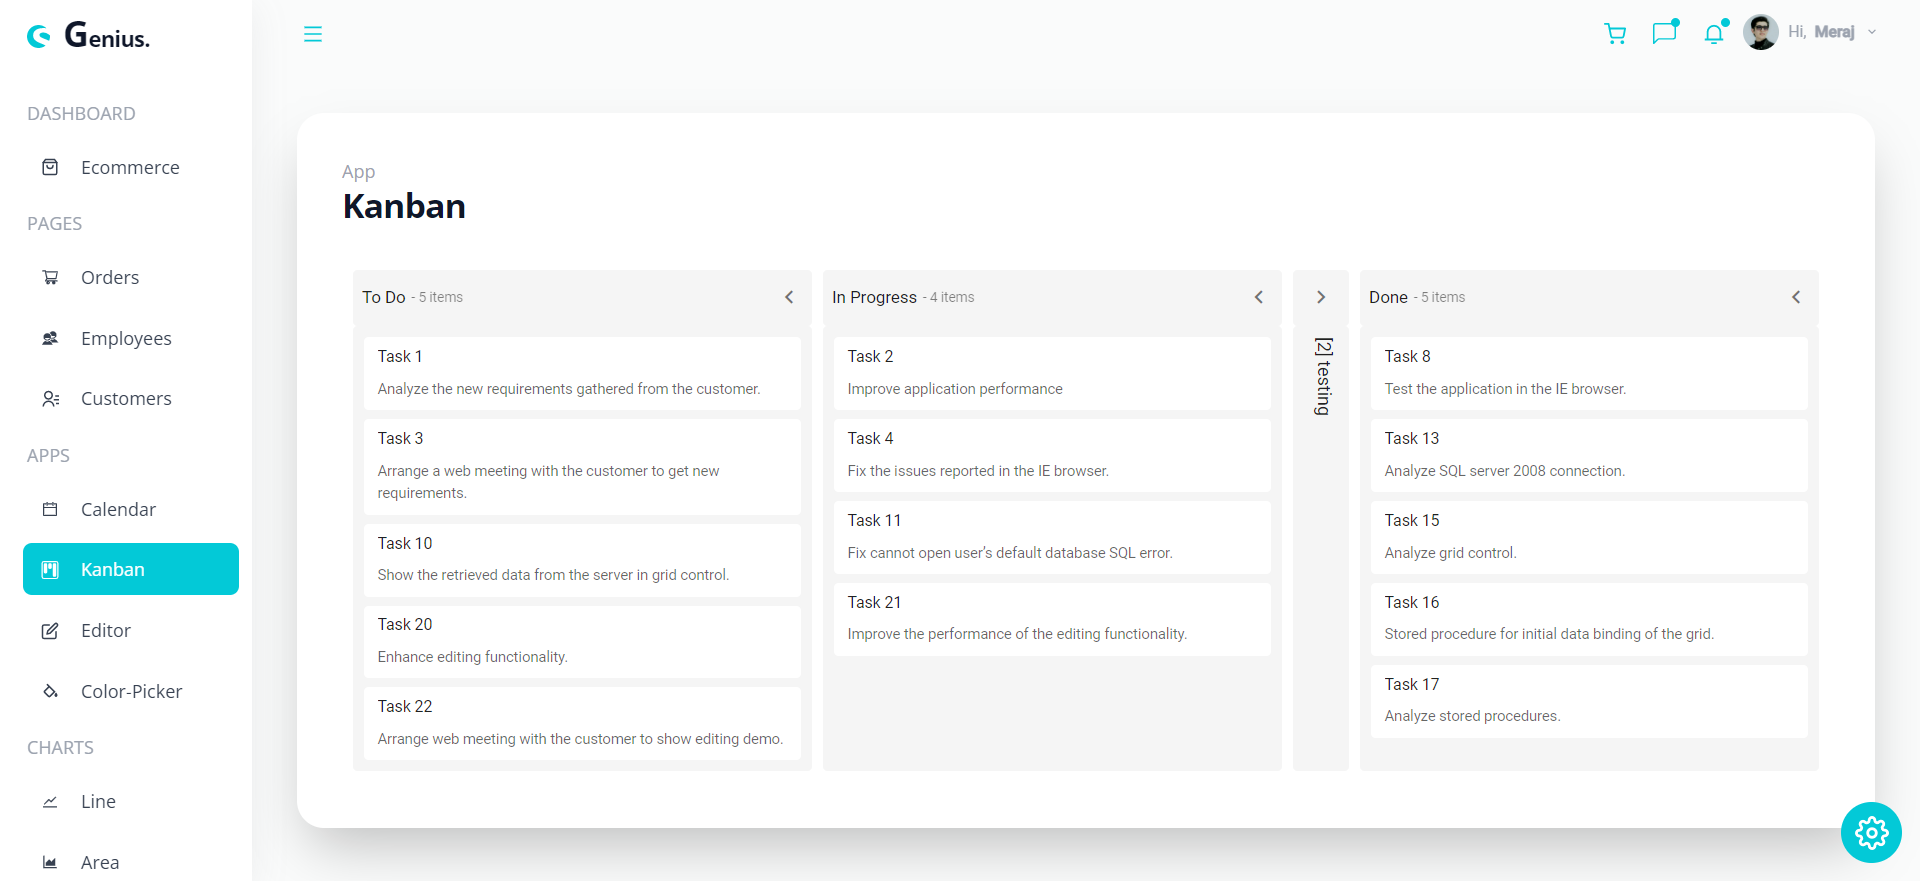 Genius.
Hi, Meraj
DASHBOARD
Ecommerce
PAGES
Orders
Employees
Customers
APPS
Calendar
Kanban
Editor
Color-Picker
CHARTS
Line
Area
App
Kanban
To Do - 5 items
Task 1
Analyze the new requirements gathered from the customer.
Task 3
Arrange a web meeting with the customer to get new
requirements.
Task 10
Show the retrieved data from the server in grid control.
Task 20
Enhance editing functionality.
Task 22
Arrange web meeting with the customer to show editing demo.
In Progress - 4 items
Task 2
Improve application performance
Task 4
Fix the issues reported in the IE browser.
Task 11
Fix cannot open user's default database SQL error.
Task 21
Improve the performance of the editing functionality.
[2] testing
Done - 5 items
Task 8
Test the application in the IE browser.
Task 13
Analyze SQL server 2008 connection.
Task 15
Analyze grid control.
Task 16
Stored procedure for initial data binding of the grid.
Task 17
Analyze stored procedures.